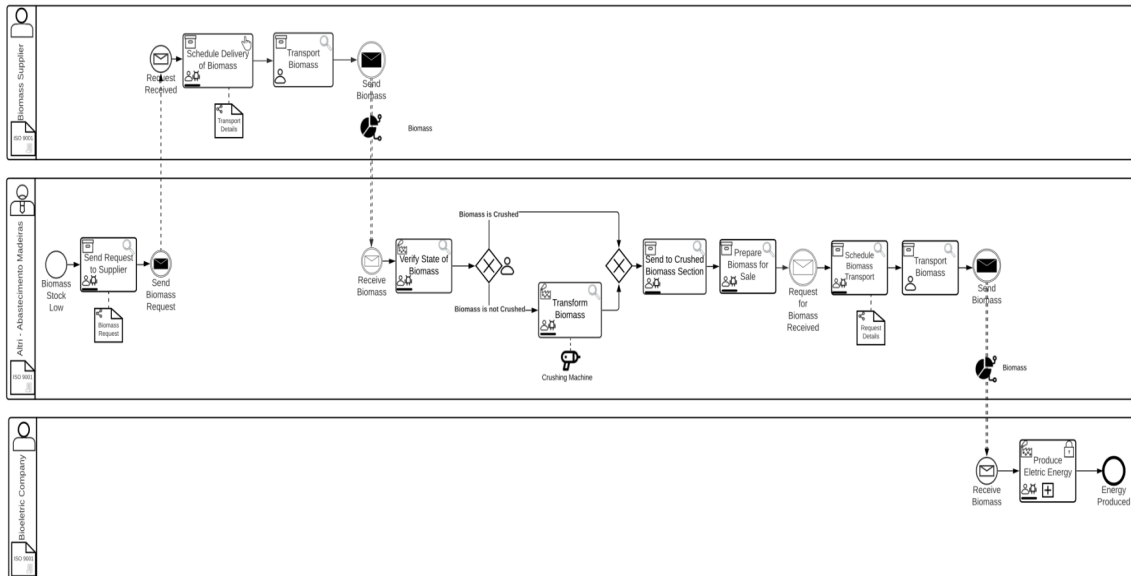 Biomass Supplier
ISO 9001
Request
Received
Schedule Delivery
of Biomass
Transport
Details
Transport
Biomass
Send
Biomass
Biomass
Altri - Abastecimento Madeiras
ISO 9001
Biomass
Stock
Low
Send Request
to Supplier
Biomass
Request
Send
Biomass
Request
Receive
Biomass
Verify State of
Biomass
Biomass is Crushed
Biomass is not Crushed
Transform
Biomass
Crushing Machine
Send to Crushed
Biomass Section
Prepare
Biomass for
Sale
Request
for
Biomass
Received
Schedule
Biomass
Transport
Request
Details
Transport
Biomass
Send
Biomass
Biomass
Bioeletric Company
ISO 9001
Receive
Biomass
Produce
Eletric Energy
Energy
Produced